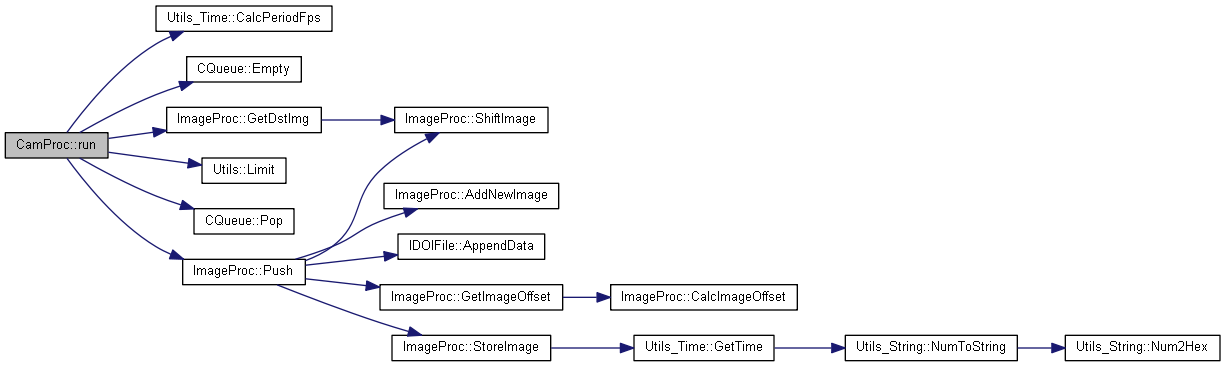 Utils_Time::CalcPeriodFps
CQueue::Empty
ImageProc::GetDstImg
ImageProc::ShiftImage
CamProc::run
Utils::Limit
ImageProc::AddNewImage
CQueue::Pop
IDOIFile::AppendData
ImageProc::Push
ImageProc::GetImageOffset
ImageProc::CalcImageOffset
ImageProc::StoreImage
Utils_Time::GetTime
Utils_String::NumToString
Utils_String::Num2Hex